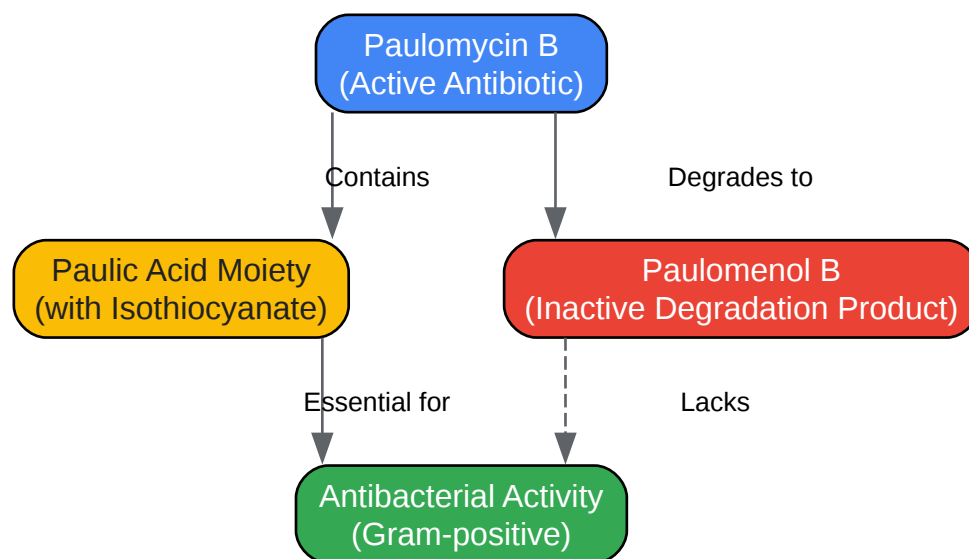 Paulomycin B
(Active Antibiotic)
Contains
Degrades to
Paulic Acid Moiety
(with Isothiocyanate)
Paulomenol B
(Inactive Degradation Product)
Essential for
Lacks
Antibacterial Activity
(Gram-positive)